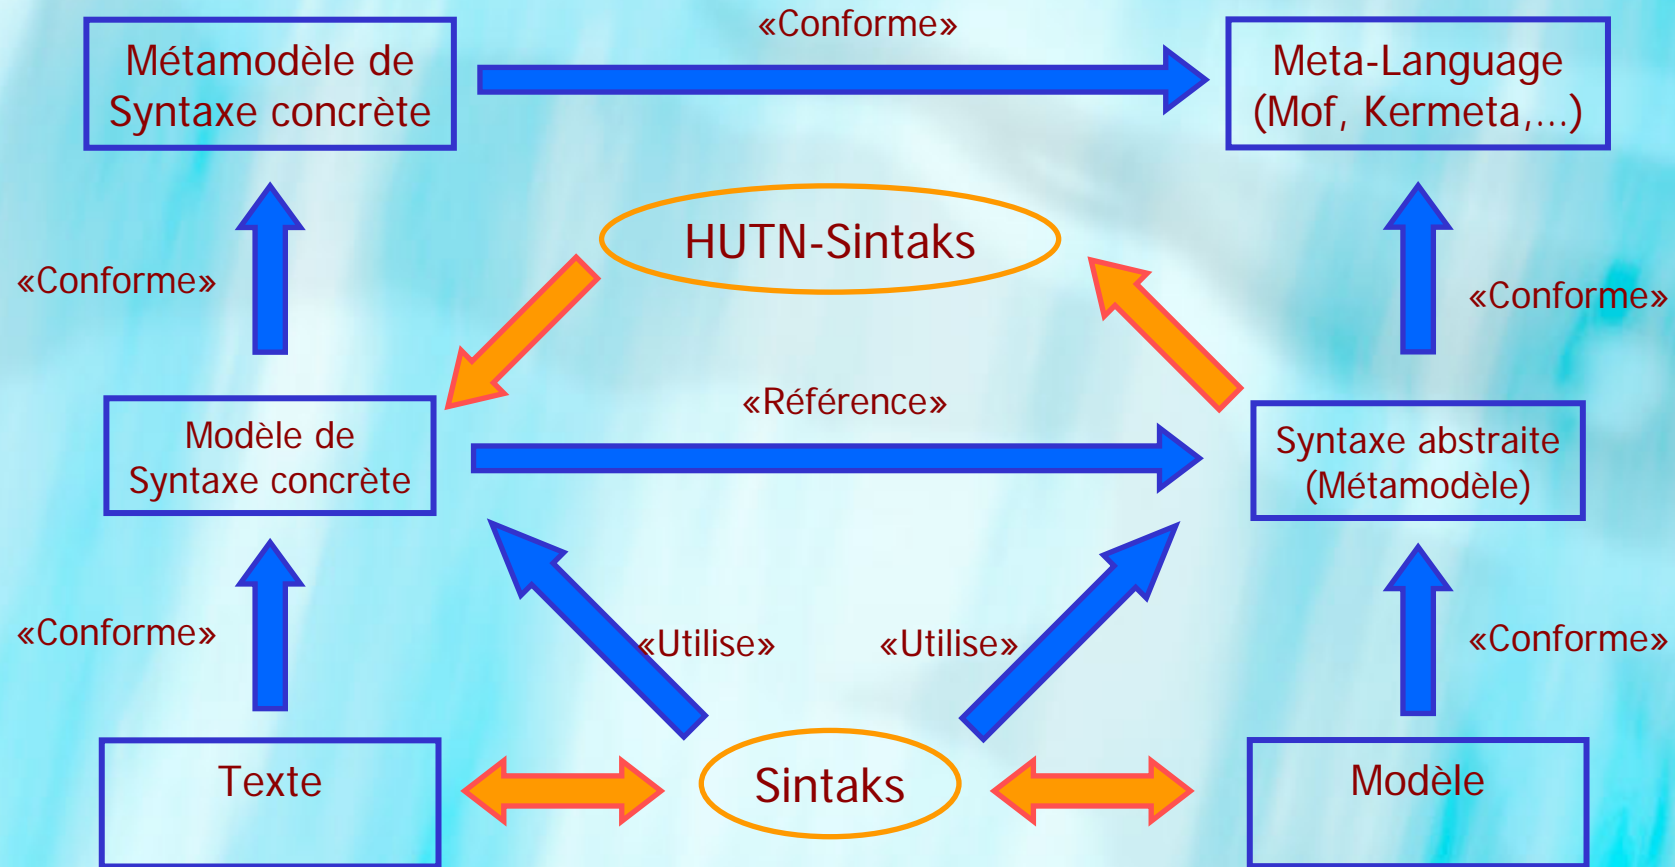 «Conforme»
Métamodèle de
Syntaxe concrète
Meta-Language
(Mof, Kermeta,...)
HUTN-Sintaks
«Conforme»
«Conforme»
«Référence»
Modèle de
Syntaxe concrète
Syntaxe abstraite
(Métamodèle)
«Conforme»
«Utilise»
«Utilise»
«Conforme»
Texte
Sintaks
Modèle